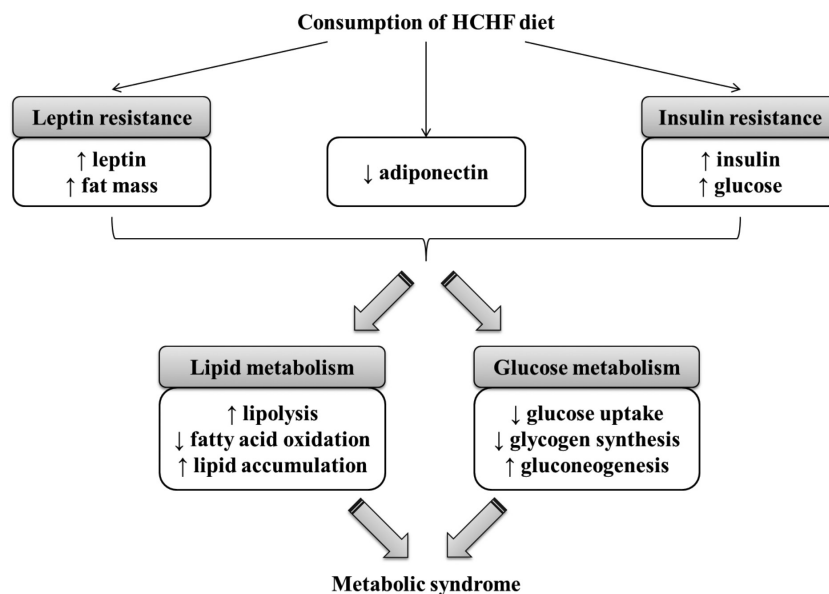 Consumption of HCHF diet
Leptin resistance
↑ leptin
↑ fat mass
↓ adiponectin
Insulin resistance
↑ insulin
↑ glucose
Lipid metabolism
↑ lipolysis
↓ fatty acid oxidation
↑ lipid accumulation
Glucose metabolism
↓ glucose uptake
↓ glycogen synthesis
↑ gluconeogenesis
Metabolic syndrome